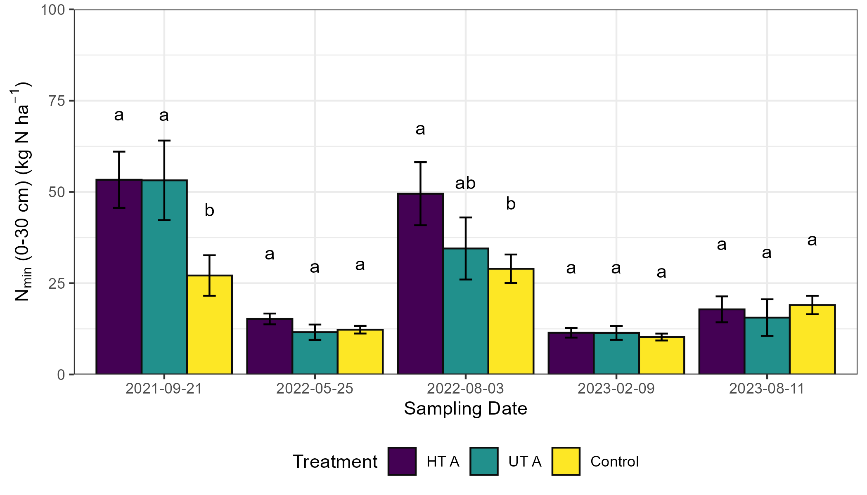 100
75
50
25
0
N_min (0-30 cm) (kg N ha⁻¹)
a a b
a a a
a ab b
a a a
a a a
2021-09-21 2022-05-25 2022-08-03 2023-02-09 2023-08-11
Sampling Date
Treatment HT A UT A Control